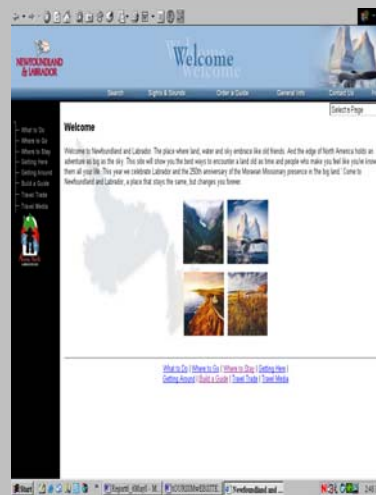 NEWFOUNDLAND
& LABRADOR
Welcome
Search Sights & Sounds Order a Guide General Info Contact Us
Select a Page
What to Do
Where to Go
Where to Stay
Getting Here
Getting Around
Build a Guide
Travel Trade
Travel Media
Welcome
Welcome to Newfoundland and Labrador. The place where land, water and sky embrace like old friends. And the edge of North America holds an
adventure as big as the sky. This site will show you the best ways to encounter a land old as time and people who make you feel like you're know
them all your life. This year we celebrate Labrador and the 250th anniversary of the Moravian Missionary presence in 'the big land.' Come to
Newfoundland and Labrador, a place that stays the same, but changes you forever.
What to Do | Where to Go | Where to Stay | Getting Here |
Getting Around | Build a Guide | Travel Trade | Travel Media
Start
Newfoundland and ...